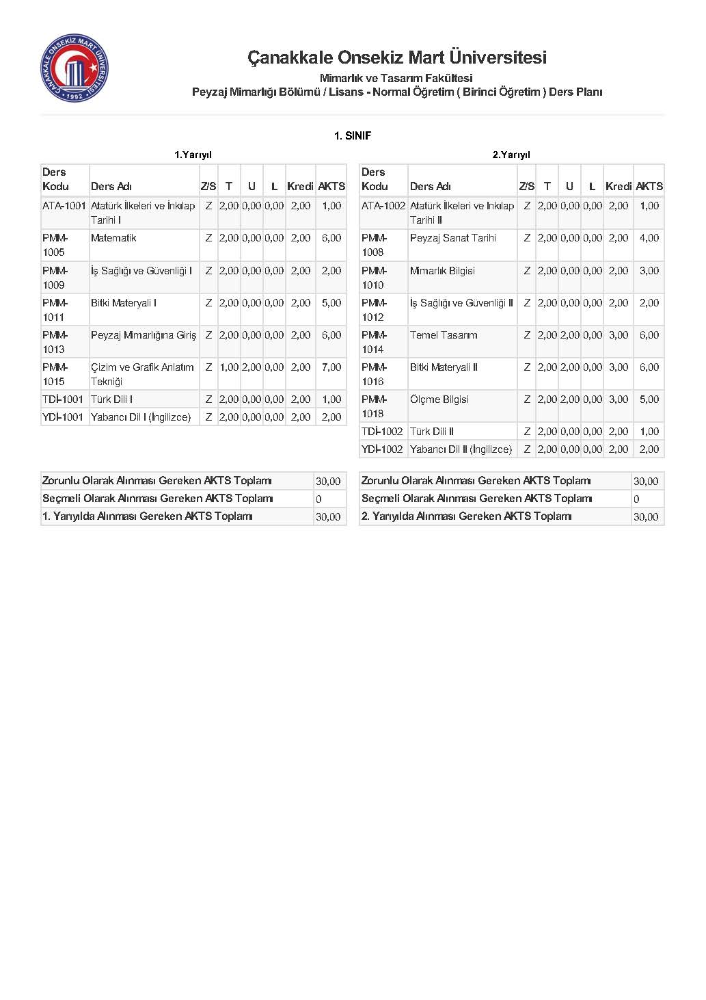 ÇANAKKALE ONSEKİZ MART ÜNİVERSİTESİ
• 1992 •
Çanakkale Onsekiz Mart Üniversitesi
Mimarlık ve Tasarım Fakültesi
Peyzaj Mimarlığı Bölümü / Lisans - Normal Öğretim ( Birinci Öğretim ) Ders Planı
1. SINIF
1.Yarıyıl
Ders
Kodu Ders Adı Z/S T U L Kredi AKTS
ATA-1001 Atatürk İlkeleri ve İnkılap Z 2,00 0,00 0,00 2,00 1,00
Tarihi I
PMM- Matematik Z 2,00 0,00 0,00 2,00 6,00
1005
PMM- İş Sağlığı ve Güvenliği I Z 2,00 0,00 0,00 2,00 2,00
1009
PMM- Bitki Materyali I Z 2,00 0,00 0,00 2,00 5,00
1011
PMM- Peyzaj Mimarlığına Giriş Z 2,00 0,00 0,00 2,00 6,00
1013
PMM- Çizim ve Grafik Anlatım Z 1,00 2,00 0,00 2,00 7,00
1015 Tekniği
TDİ-1001 Türk Dili I Z 2,00 0,00 0,00 2,00 1,00
YDİ-1001 Yabancı Dil I (İngilizce) Z 2,00 0,00 0,00 2,00 2,00
Zorunlu Olarak Alınması Gereken AKTS Toplamı 30,00
Seçmeli Olarak Alınması Gereken AKTS Toplamı 0
1. Yarıyılda Alınması Gereken AKTS Toplamı 30,00
2.Yarıyıl
Ders
Kodu Ders Adı Z/S T U L Kredi AKTS
ATA-1002 Atatürk İlkeleri ve Inkılap Z 2,00 0,00 0,00 2,00 1,00
Tarihi II
PMM- Peyzaj Sanat Tarihi Z 2,00 0,00 0,00 2,00 4,00
1008
PMM- Mimarlık Bilgisi Z 2,00 0,00 0,00 2,00 3,00
1010
PMM- İş Sağlığı ve Güvenliği II Z 2,00 0,00 0,00 2,00 2,00
1012
PMM- Temel Tasarım Z 2,00 2,00 0,00 3,00 6,00
1014
PMM- Bitki Materyali II Z 2,00 2,00 0,00 3,00 6,00
1016
PMM- Ölçme Bilgisi Z 2,00 2,00 0,00 3,00 5,00
1018
TDİ-1002 Türk Dili II Z 2,00 0,00 0,00 2,00 1,00
YDİ-1002 Yabancı Dil II (İngilizce) Z 2,00 0,00 0,00 2,00 2,00
Zorunlu Olarak Alınması Gereken AKTS Toplamı 30,00
Seçmeli Olarak Alınması Gereken AKTS Toplamı 0
2. Yarıyılda Alınması Gereken AKTS Toplamı 30,00